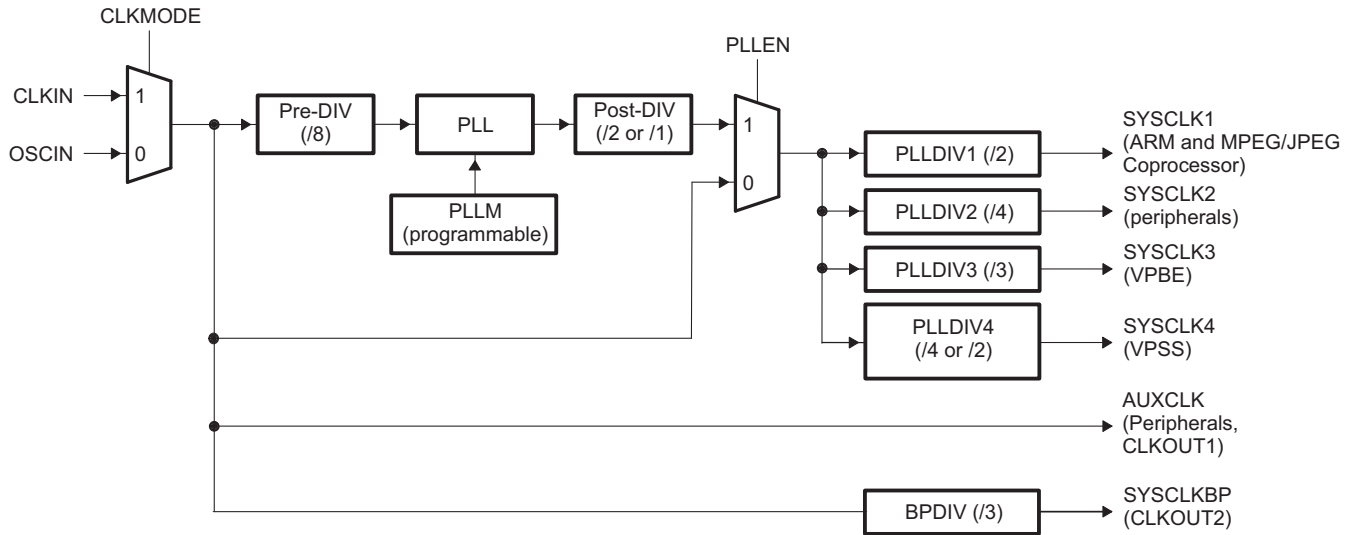 CLKMODE
CLKIN
OSCIN
1
0
Pre-DIV
(/8)
PLL
PLLM
(programmable)
Post-DIV
(/2 or /1)
PLLEN
1
0
PLLDIV1 (/2)
SYSCLK1
(ARM and MPEG/JPEG
Coprocessor)
PLLDIV2 (/4)
SYSCLK2
(peripherals)
PLLDIV3 (/3)
SYSCLK3
(VPBE)
PLLDIV4
(/4 or /2)
SYSCLK4
(VPSS)
AUXCLK
(Peripherals,
CLKOUT1)
BPDIV (/3)
SYSCLKBP
(CLKOUT2)